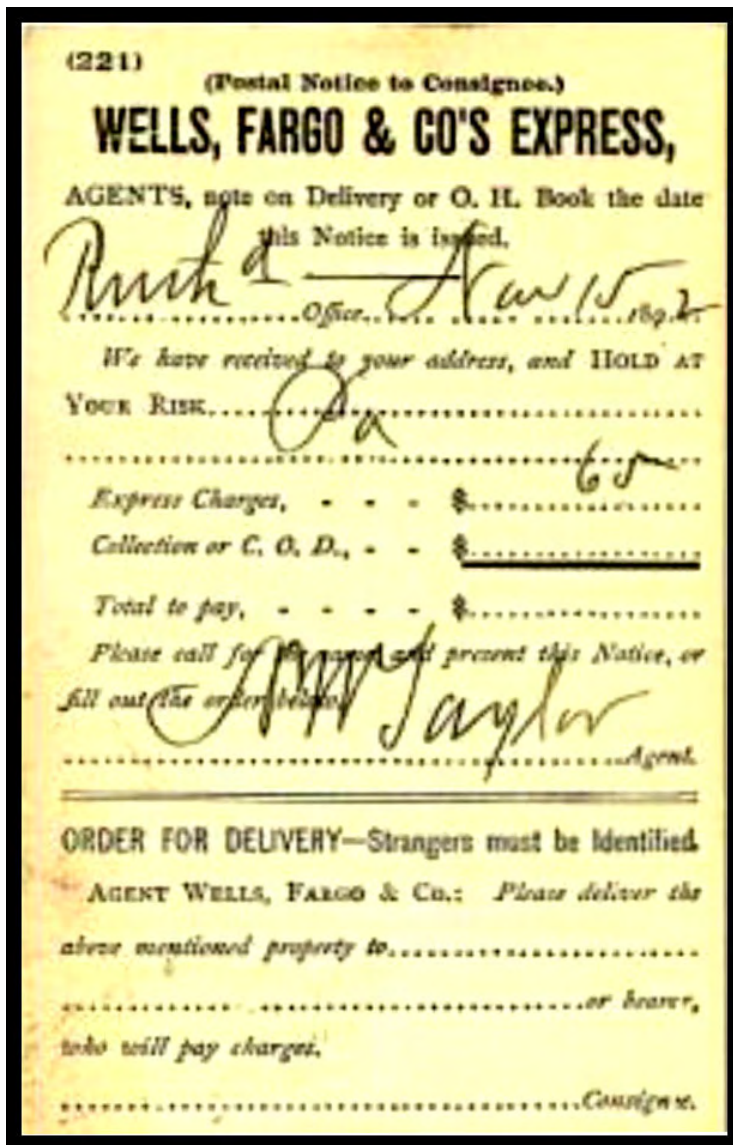 (221)
(Postal Notice to Consignee.)
WELLS, FARGO & CO'S EXPRESS,
AGENTS, note on Delivery or O. H. Book the date
this Notice is issued.
Office Nov 15 1892
We have received to your address, and HOLD AT
YOUR RISK
Pa
65
Express Charges, - - - $
Collection or C. O. D., - - $
Total to pay, - - - - $
Please call for the same and present this Notice, or
fill out the order below.
Taylor
Agent.
ORDER FOR DELIVERY—Strangers must be Identified.
AGENT WELLS, FARGO & CO.: Please deliver the
above mentioned property to
or bearer,
who will pay charges.
Consignee.